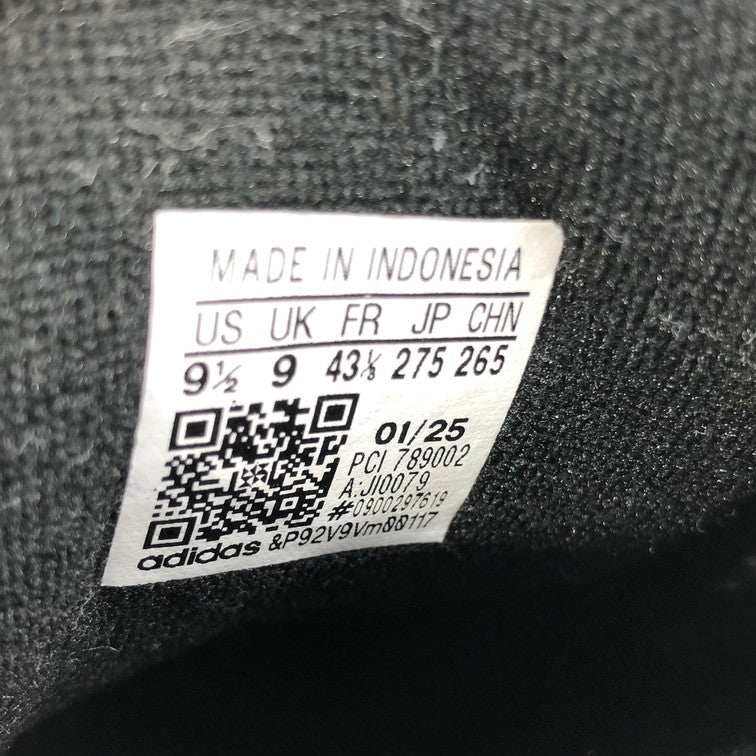 MADE IN INDONESIA
US UK FR JP CHN
9½ 9 43⅓ 275 265
01/25
PCI 789002
A:JI0079
#0900297619
adidas &P92V9Vm00117